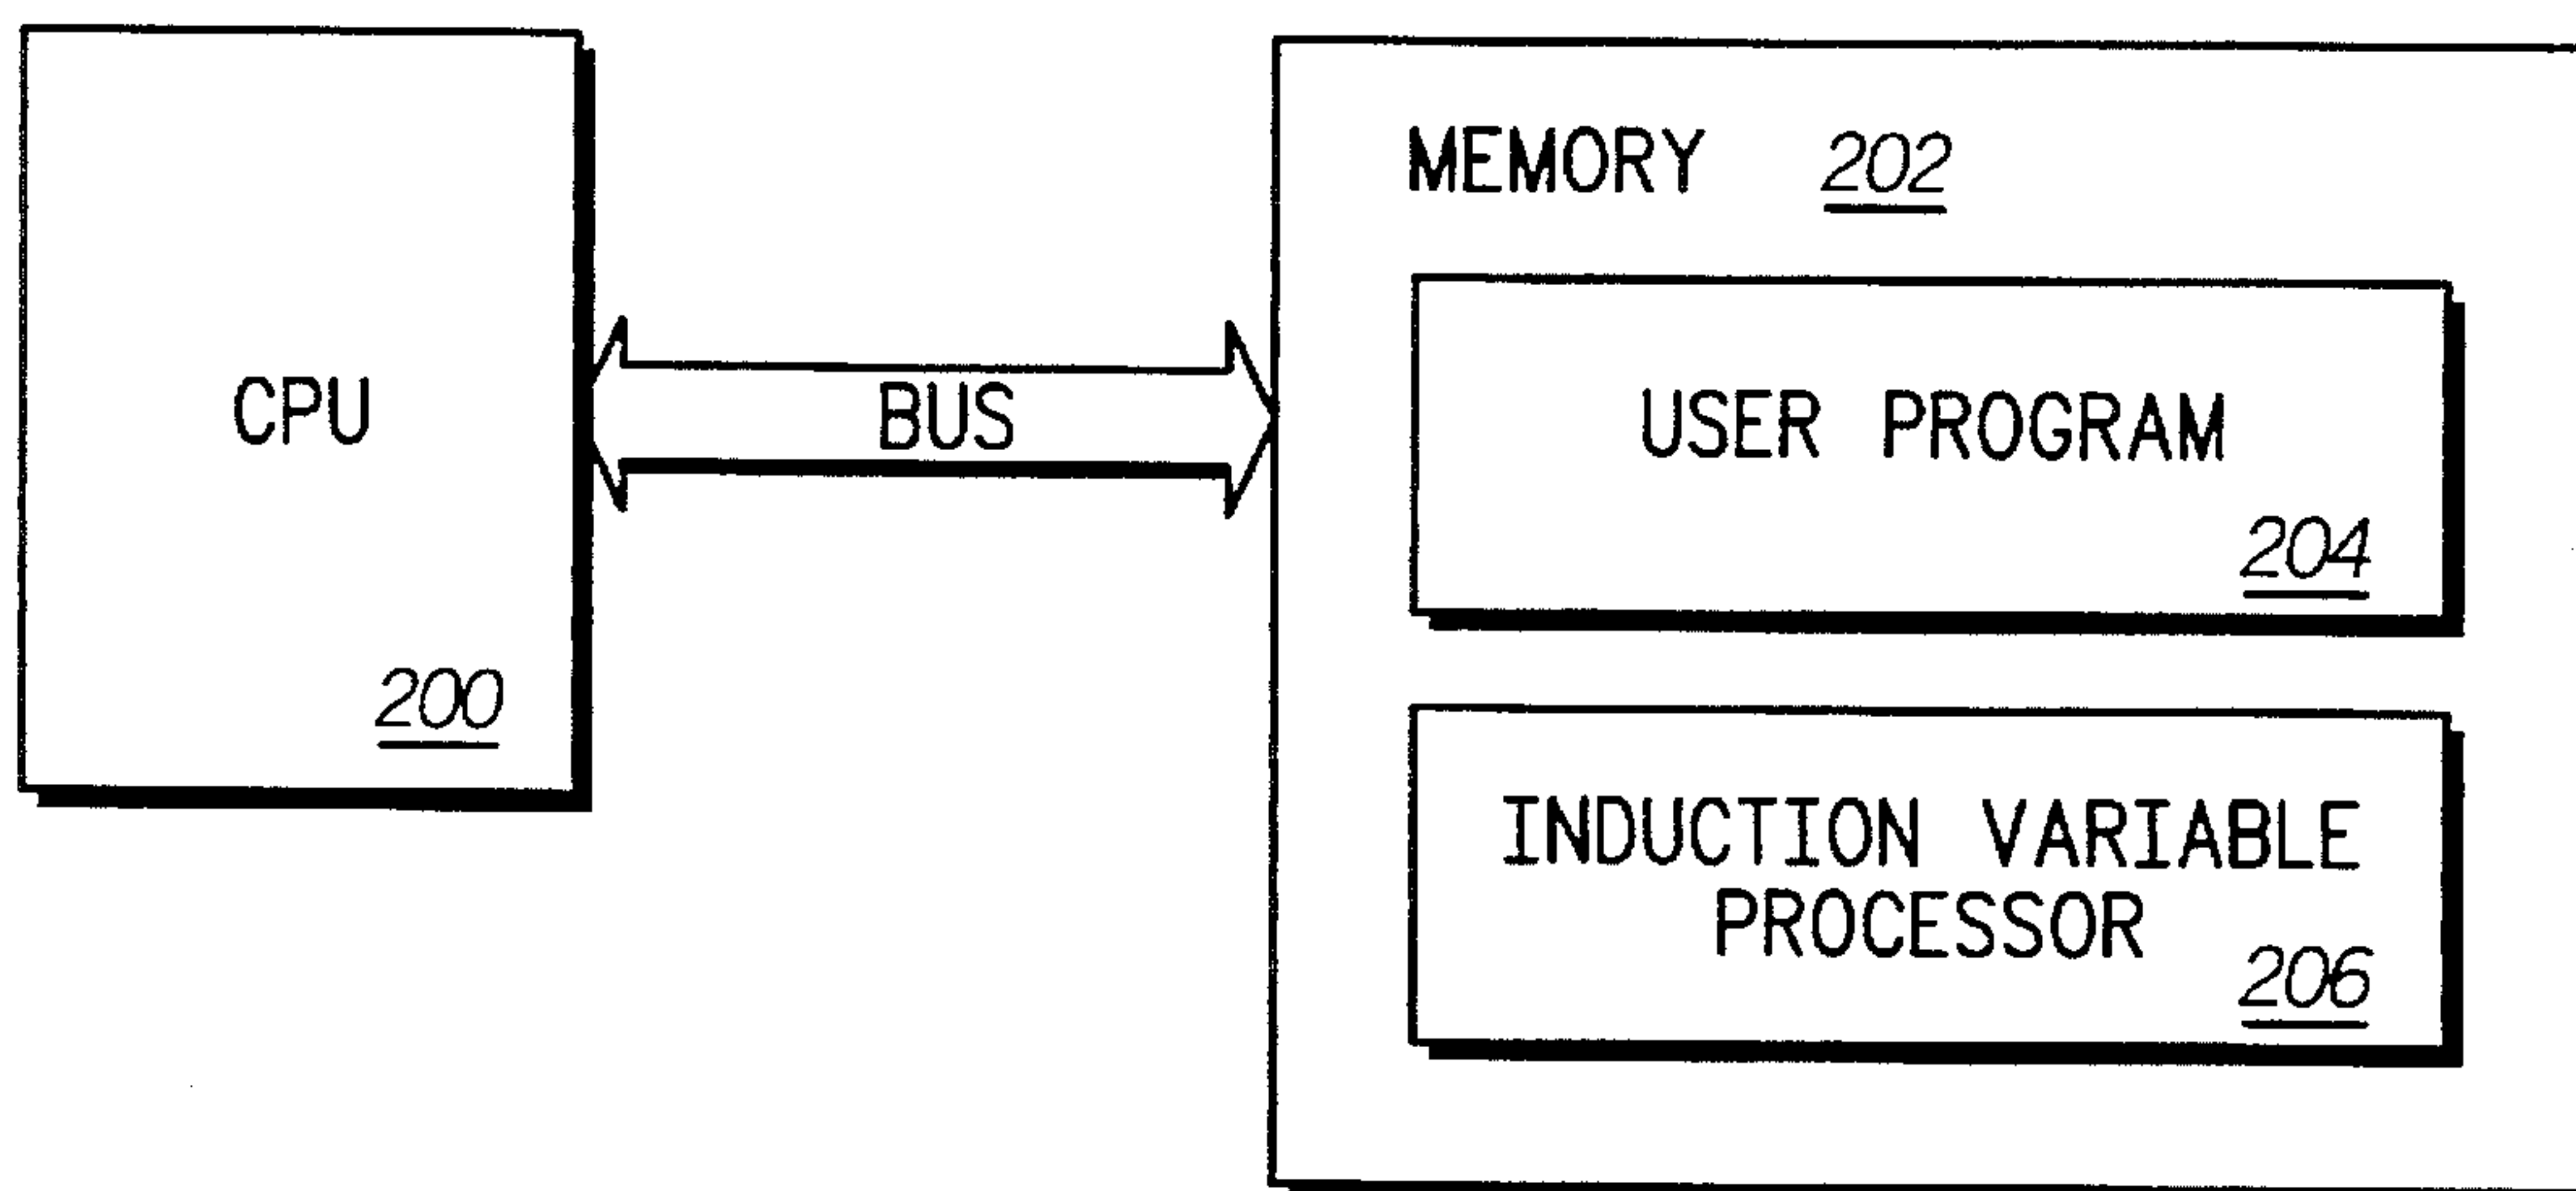 CPU
200
BUS
MEMORY 202
USER PROGRAM
204
INDUCTION VARIABLE
PROCESSOR
206